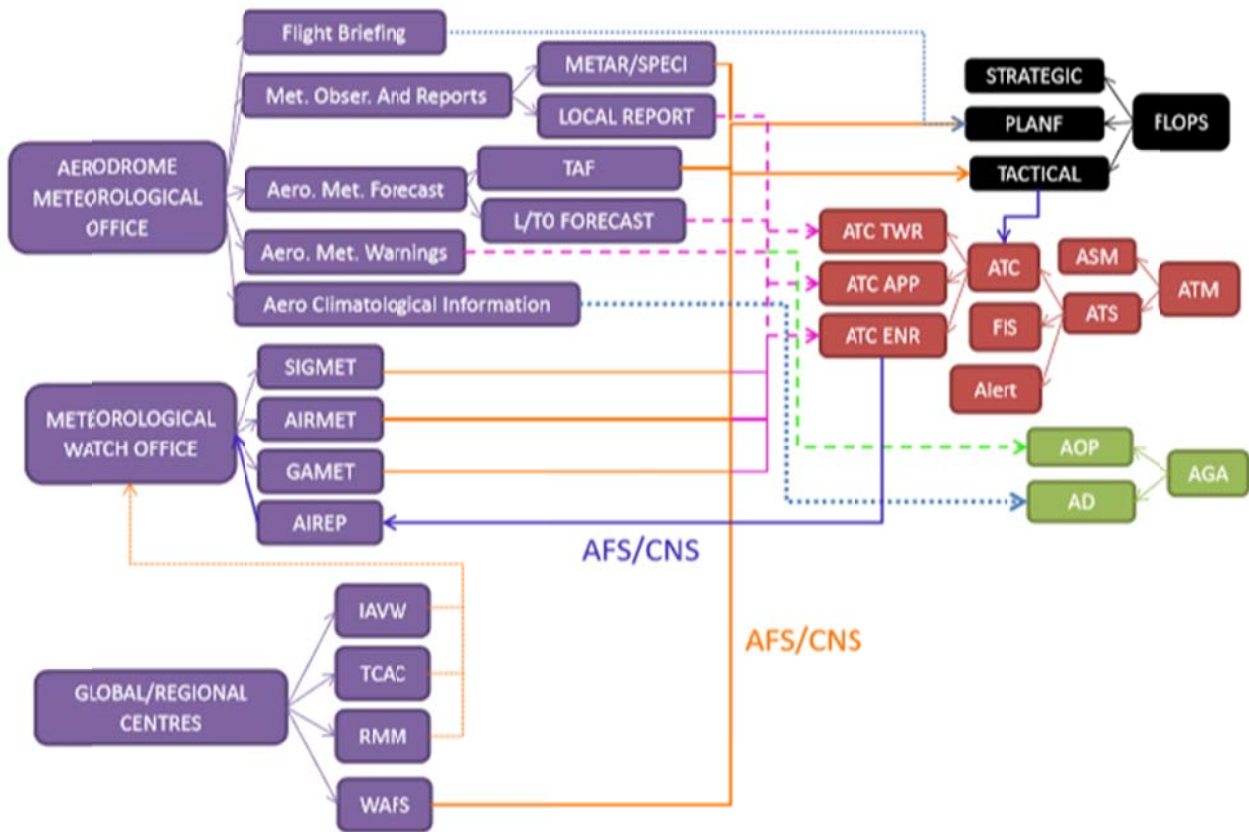 Flight Briefing
METAR/SPECI
Met. Obser. And Reports
LOCAL REPORT
AERODROME
METEOROLOGICAL
OFFICE
TAF
Aero. Met. Forecast
L/TO FORECAST
Aero. Met. Warnings
Aero Climatological Information
STRATEGIC
PLANF
TACTICAL
FLOPS
ATC TWR
ATC APP
ATC ENR
ATC
FIS
Alert
ASM
ATS
ATM
SIGMET
AIRMET
GAMET
AIREP
METEOROLOGICAL
WATCH OFFICE
AOP
AD
AGA
AFS/CNS
AFS/CNS
IAVW
TCAC
RMM
WAFS
GLOBAL/REGIONAL
CENTRES